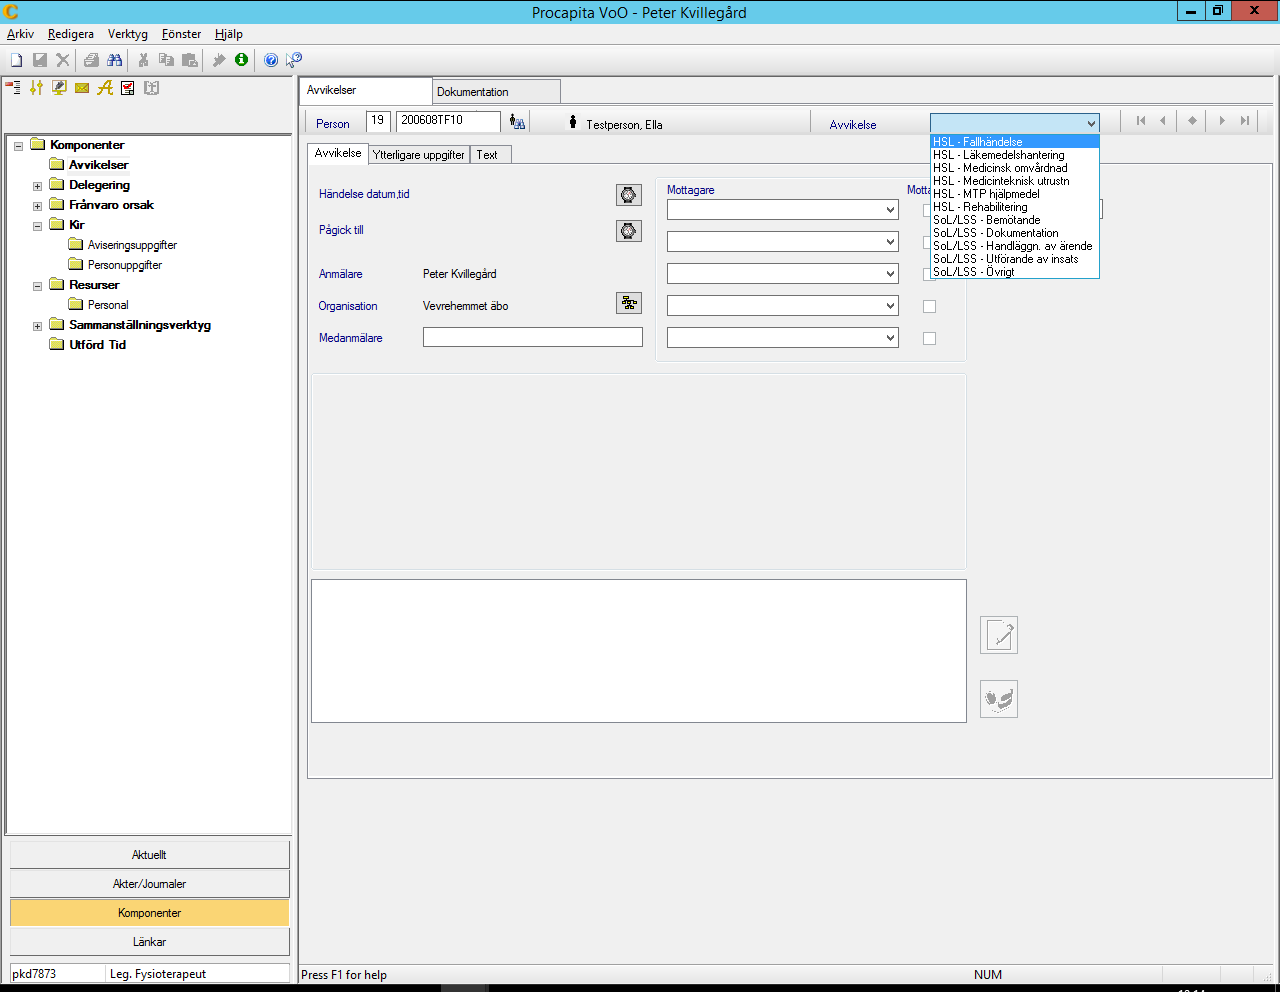 Procapita VoO - Peter Kvillegård
Arkiv Redigera Verktyg Fönster Hjälp
Avvikelser Dokumentation
Person 19 200608TF10 Testperson, Ella Avvikelse
Komponenter
Avvikelser
Delegering
Frånvaro orsak
Kir
Aviseringsuppgifter
Personuppgifter
Resurser
Personal
Sammanställningsverktyg
Utförd Tid
Avvikelse Ytterligare uppgifter Text
HSL - Fallhändelse
HSL - Läkemedelshantering
HSL - Medicinsk omvårdnad
HSL - Medicinteknisk utrustn
HSL - MTP hjälpmedel
HSL - Rehabilitering
SoL/LSS - Bemötande
SoL/LSS - Dokumentation
SoL/LSS - Handläggn. av ärende
SoL/LSS - Utförande av insats
SoL/LSS - Övrigt
Händelse datum,tid
Pågick till
Anmälare Peter Kvillegård
Organisation Vevrehemmet äbo
Medanmälare
Mottagare
Aktuellt
Akter/Journaler
Komponenter
Länkar
pkd7873 Leg. Fysioterapeut
Press F1 for help NUM